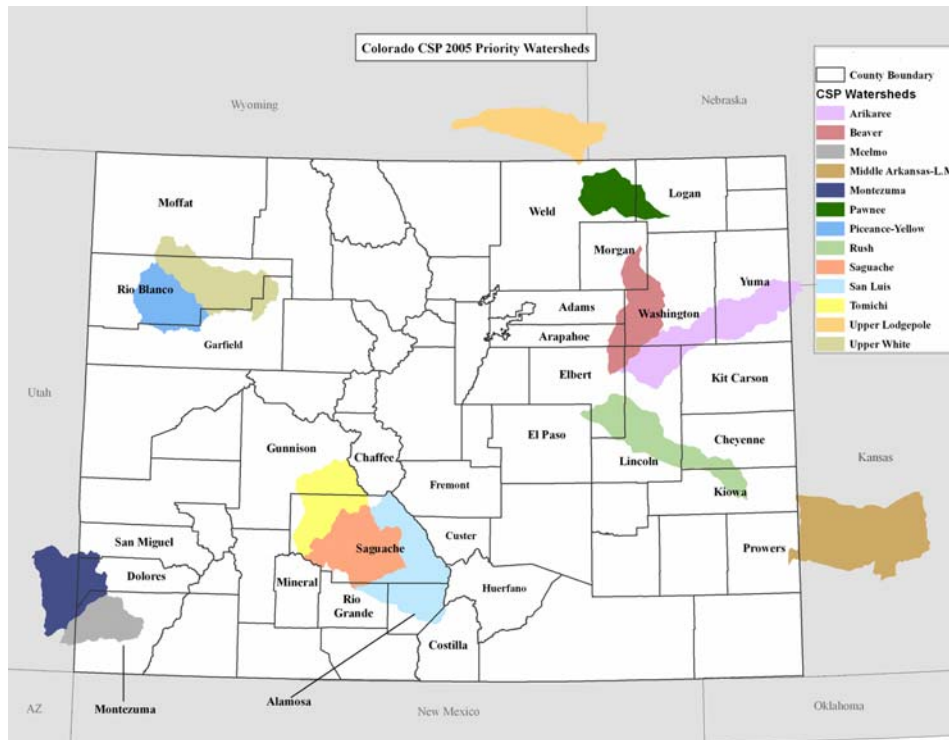 Colorado CSP 2005 Priority Watersheds
County Boundary
CSP Watersheds
Arikaree
Beaver
Mcelmo
Middle Arkansas-L.M
Montezuma
Pawnee
Piceance-Yellow
Rush
Saguache
San Luis
Tomichi
Upper Lodgepole
Upper White
Wyoming
Nebraska
Moffat
Weld
Logan
Morgan
Yuma
Rio Blanco
Adams
Washington
Arapahoe
Garfield
Elbert
Kit Carson
Utah
Gunnison
Chaffee
El Paso
Cheyenne
Kansas
Lincoln
Fremont
Kiowa
San Miguel
Saguache
Custer
Prowers
Dolores
Mineral
Rio
Grande
Huerfano
Costilla
Alamosa
Montezuma
AZ
New Mexico
Oklahoma